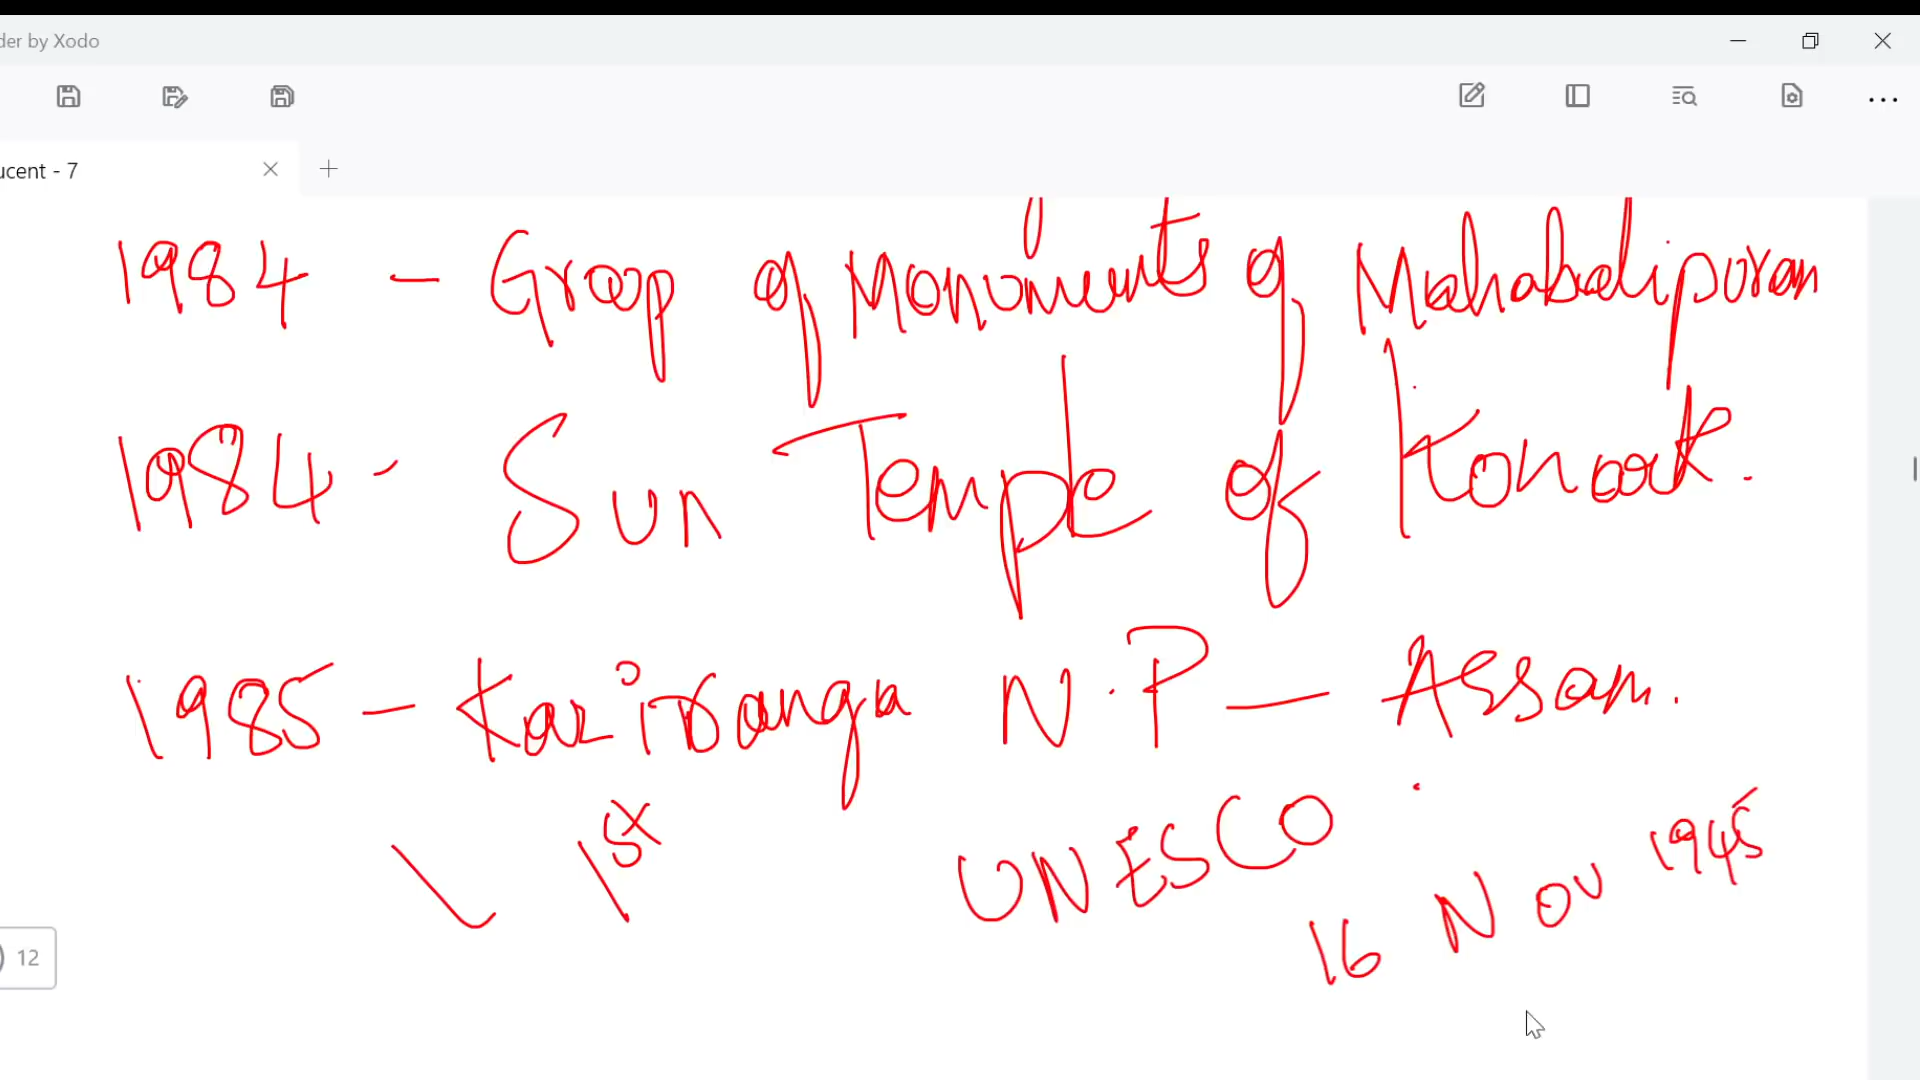 der by Xodo
ucent - 7
1984 - Group of Monuments of Mahabalipuram
1984 - Sun Temple of Konark.
1985 - Kaziranga N.P - Assam.
1st UNESCO
16 Nov 1945
12